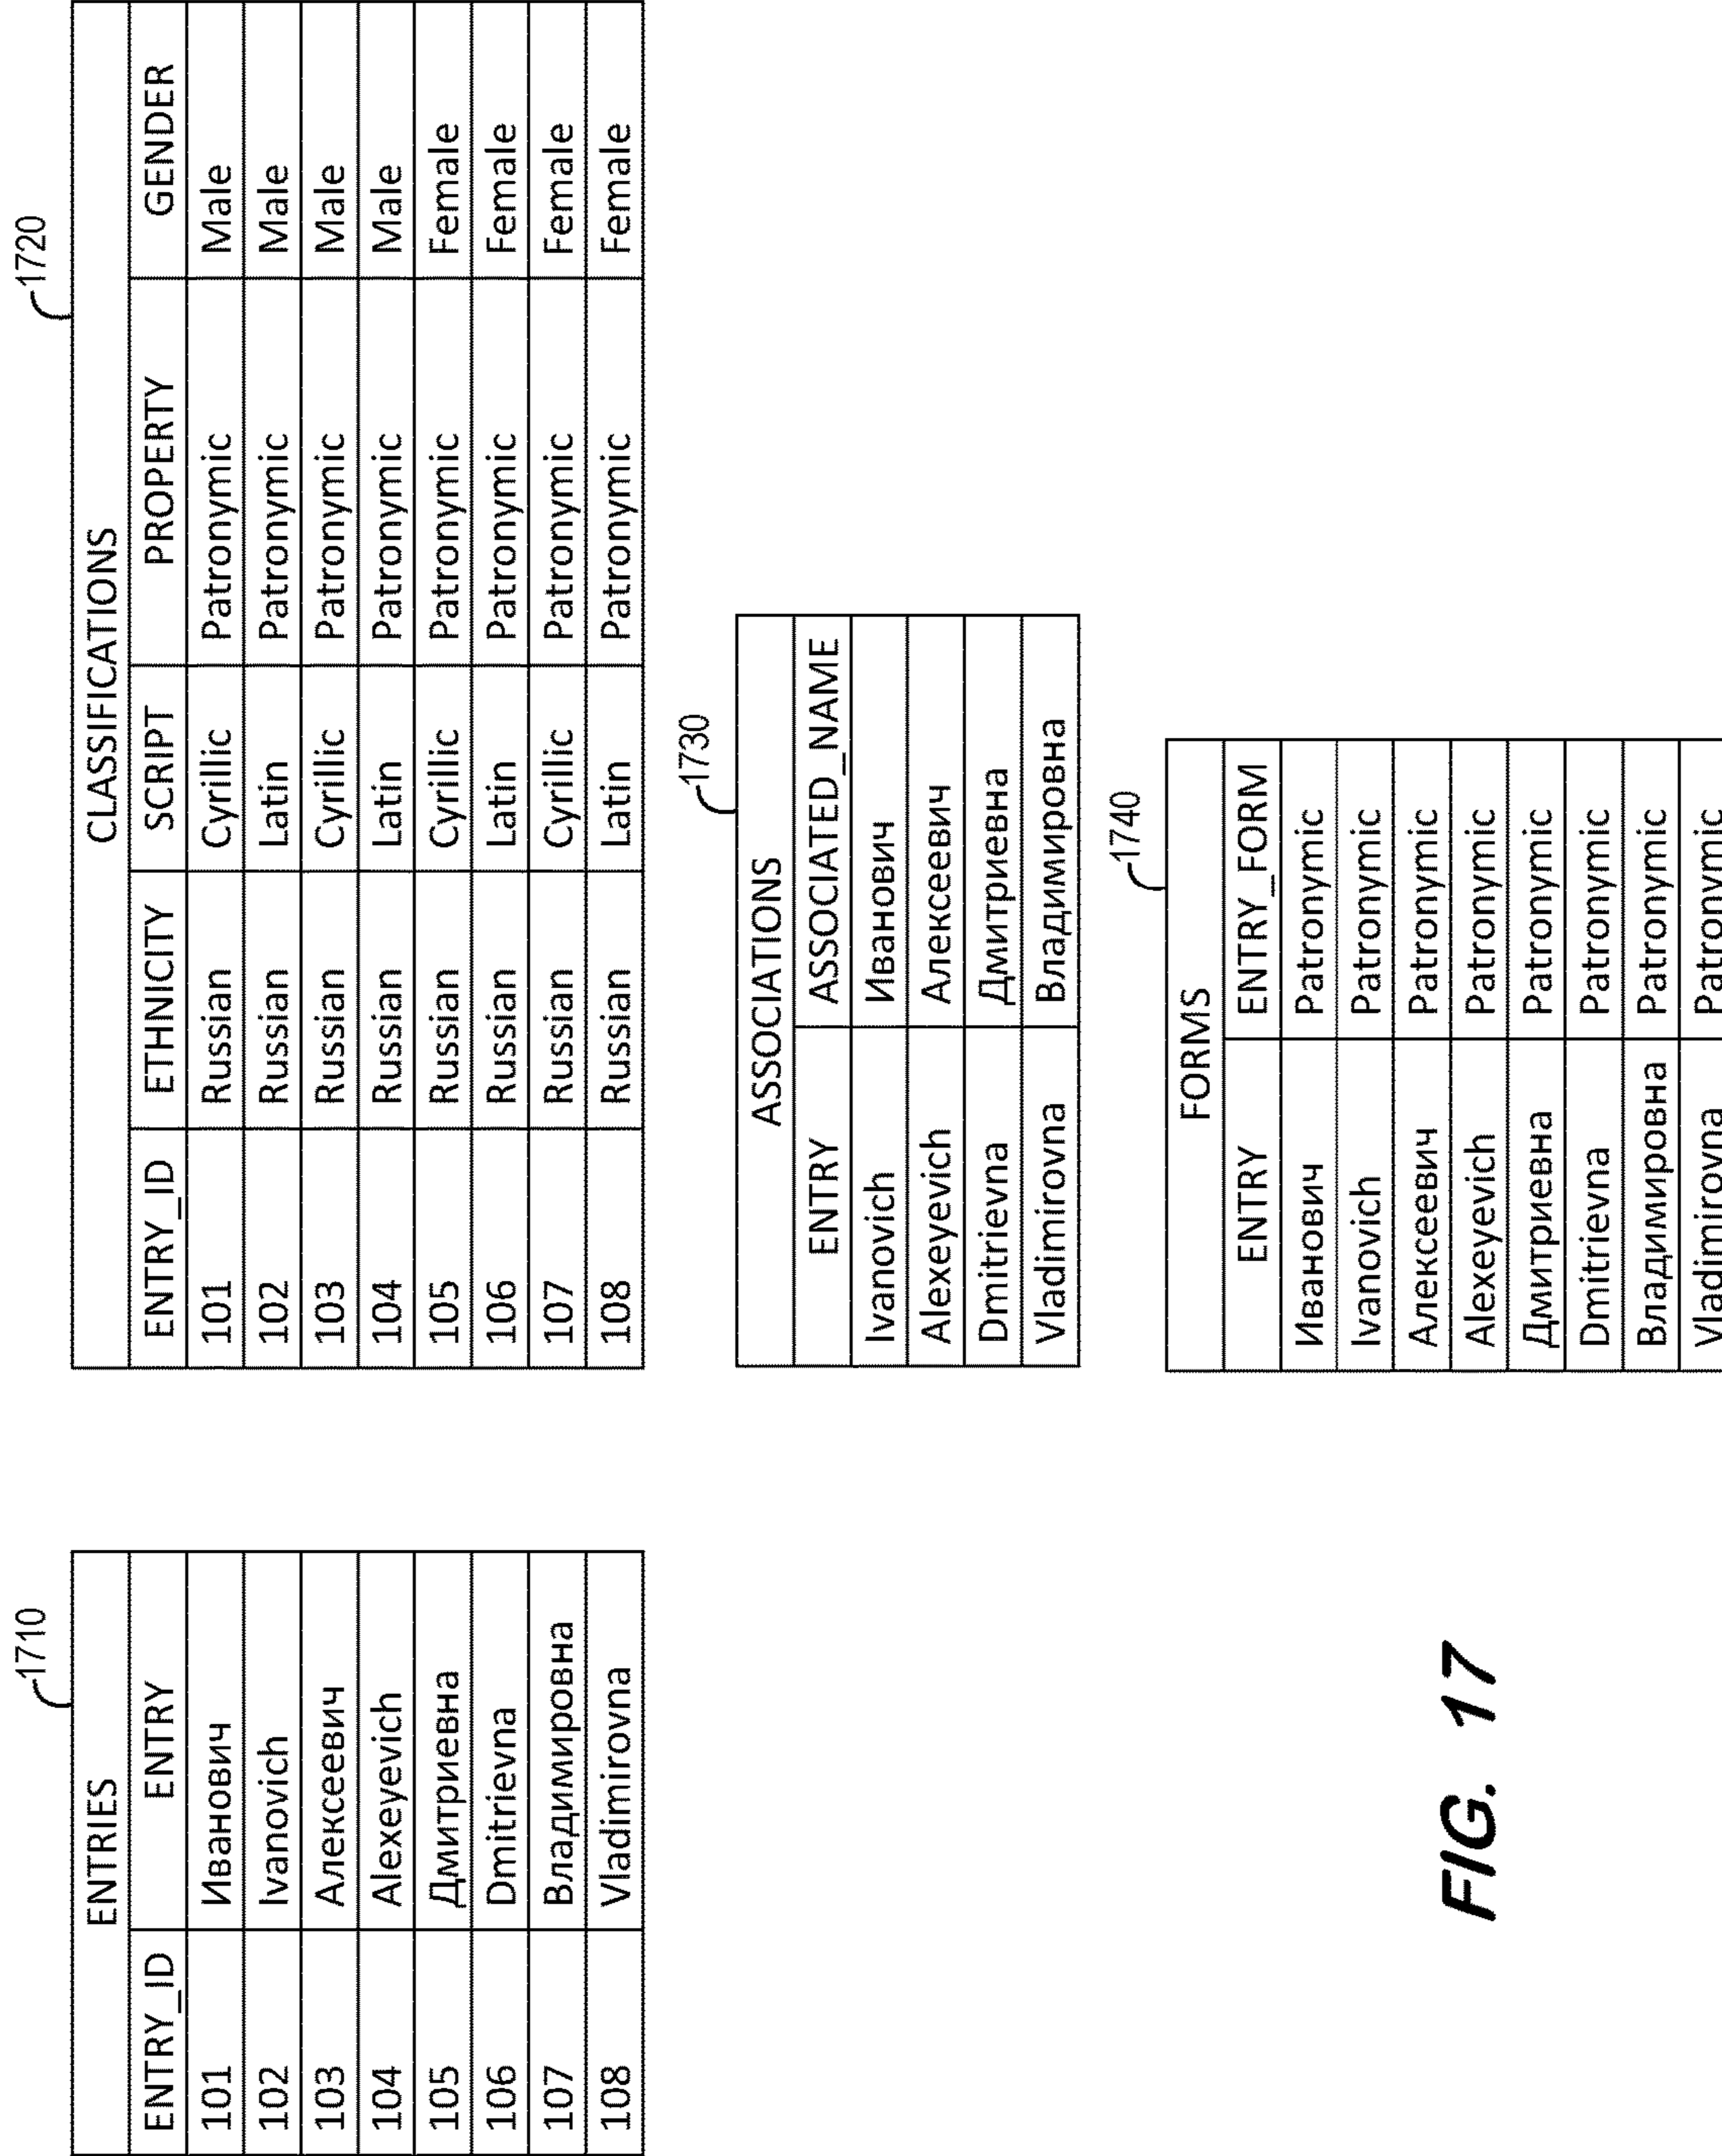 1710
ENTRIES
ENTRY_ID ENTRY
101 Иванович
102 Ivanovich
103 Алексеевич
104 Alexeyevich
105 Дмитриевна
106 Dmitrievna
107 Владимировна
108 Vladimirovna
1720
CLASSIFICATIONS
ENTRY_ID ETHNICITY SCRIPT PROPERTY GENDER
101 Russian Cyrillic Patronymic Male
102 Russian Latin Patronymic Male
103 Russian Cyrillic Patronymic Male
104 Russian Latin Patronymic Male
105 Russian Cyrillic Patronymic Female
106 Russian Latin Patronymic Female
107 Russian Cyrillic Patronymic Female
108 Russian Latin Patronymic Female
1730
ASSOCIATIONS
ENTRY ASSOCIATED_NAME
Ivanovich Иванович
Alexeyevich Алексеевич
Dmitrievna Дмитриевна
Vladimirovna Владимировна
1740
FORMS
ENTRY ENTRY_FORM
Иванович Patronymic
Ivanovich Patronymic
Алексеевич Patronymic
Alexeyevich Patronymic
Дмитриевна Patronymic
Dmitrievna Patronymic
Владимировна Patronymic
Vladimirovna Patronymic
FIG. 17